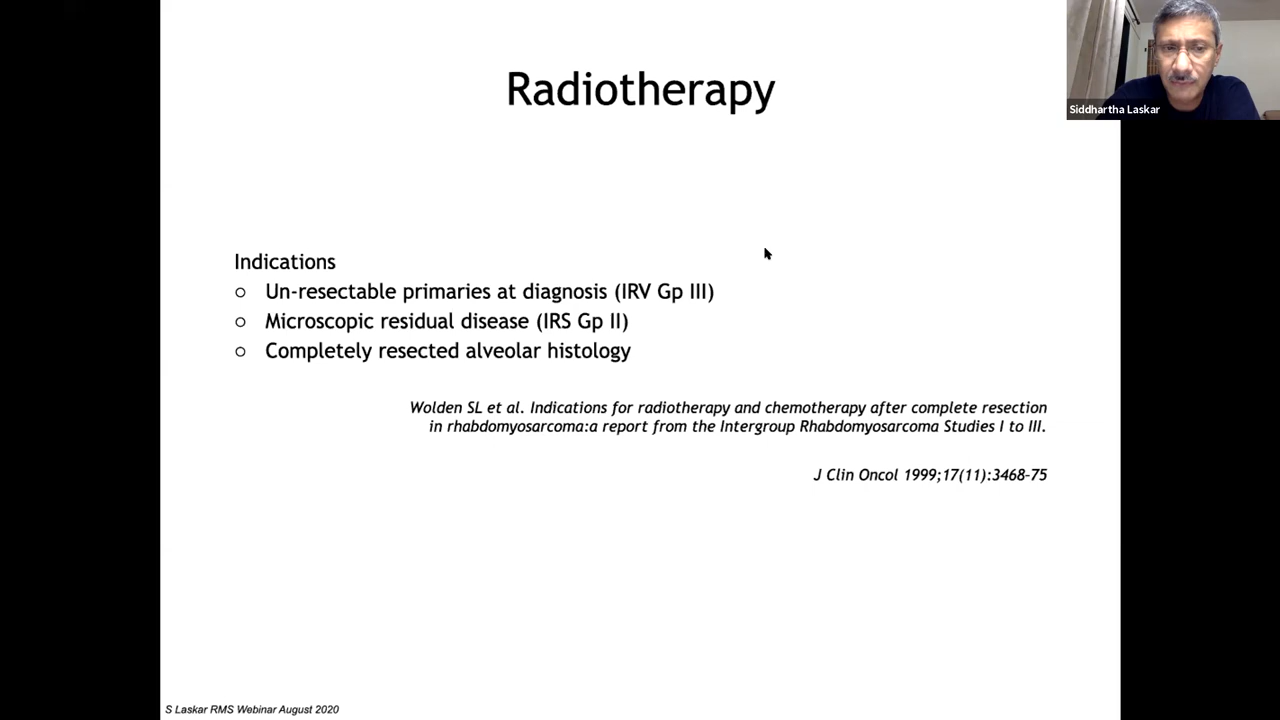 Radiotherapy
Siddhartha Laskar
Indications
○ Un-resectable primaries at diagnosis (IRV Gp III)
○ Microscopic residual disease (IRS Gp II)
○ Completely resected alveolar histology
Wolden SL et al. Indications for radiotherapy and chemotherapy after complete resection
in rhabdomyosarcoma:a report from the Intergroup Rhabdomyosarcoma Studies I to III.
J Clin Oncol 1999;17(11):3468-75
S Laskar RMS Webinar August 2020